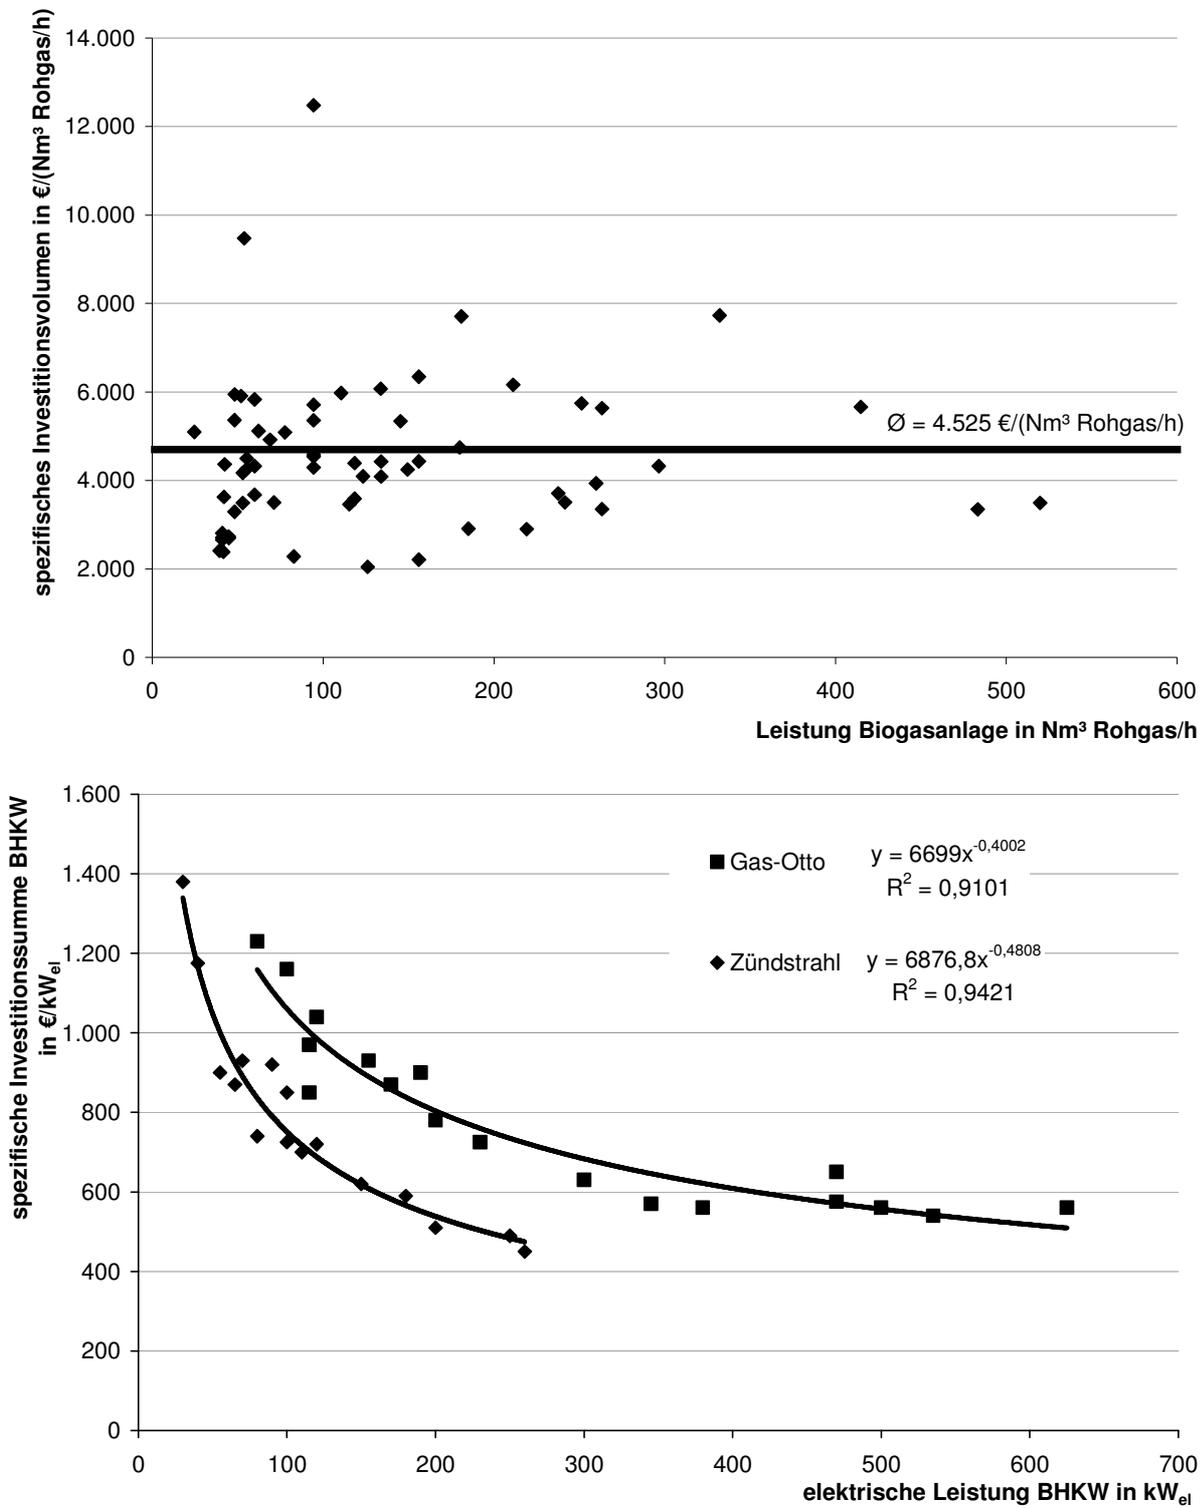 spezifisches Investitionsvolumen in €/(Nm³ Rohgas/h)
14.000
12.000
10.000
8.000
6.000
4.000
2.000
0
Ø = 4.525 €/(Nm³ Rohgas/h)
0 100 200 300 400 500 600
Leistung Biogasanlage in Nm³ Rohgas/h
spezifische Investitionssumme BHKW
in €/kWel
1.600
1.400
1.200
1.000
800
600
400
200
0
Gas-Otto y = 6699x^-0,4002
R² = 0,9101
Zündstrahl y = 6876,8x^-0,4808
R² = 0,9421
0 100 200 300 400 500 600 700
elektrische Leistung BHKW in kWel